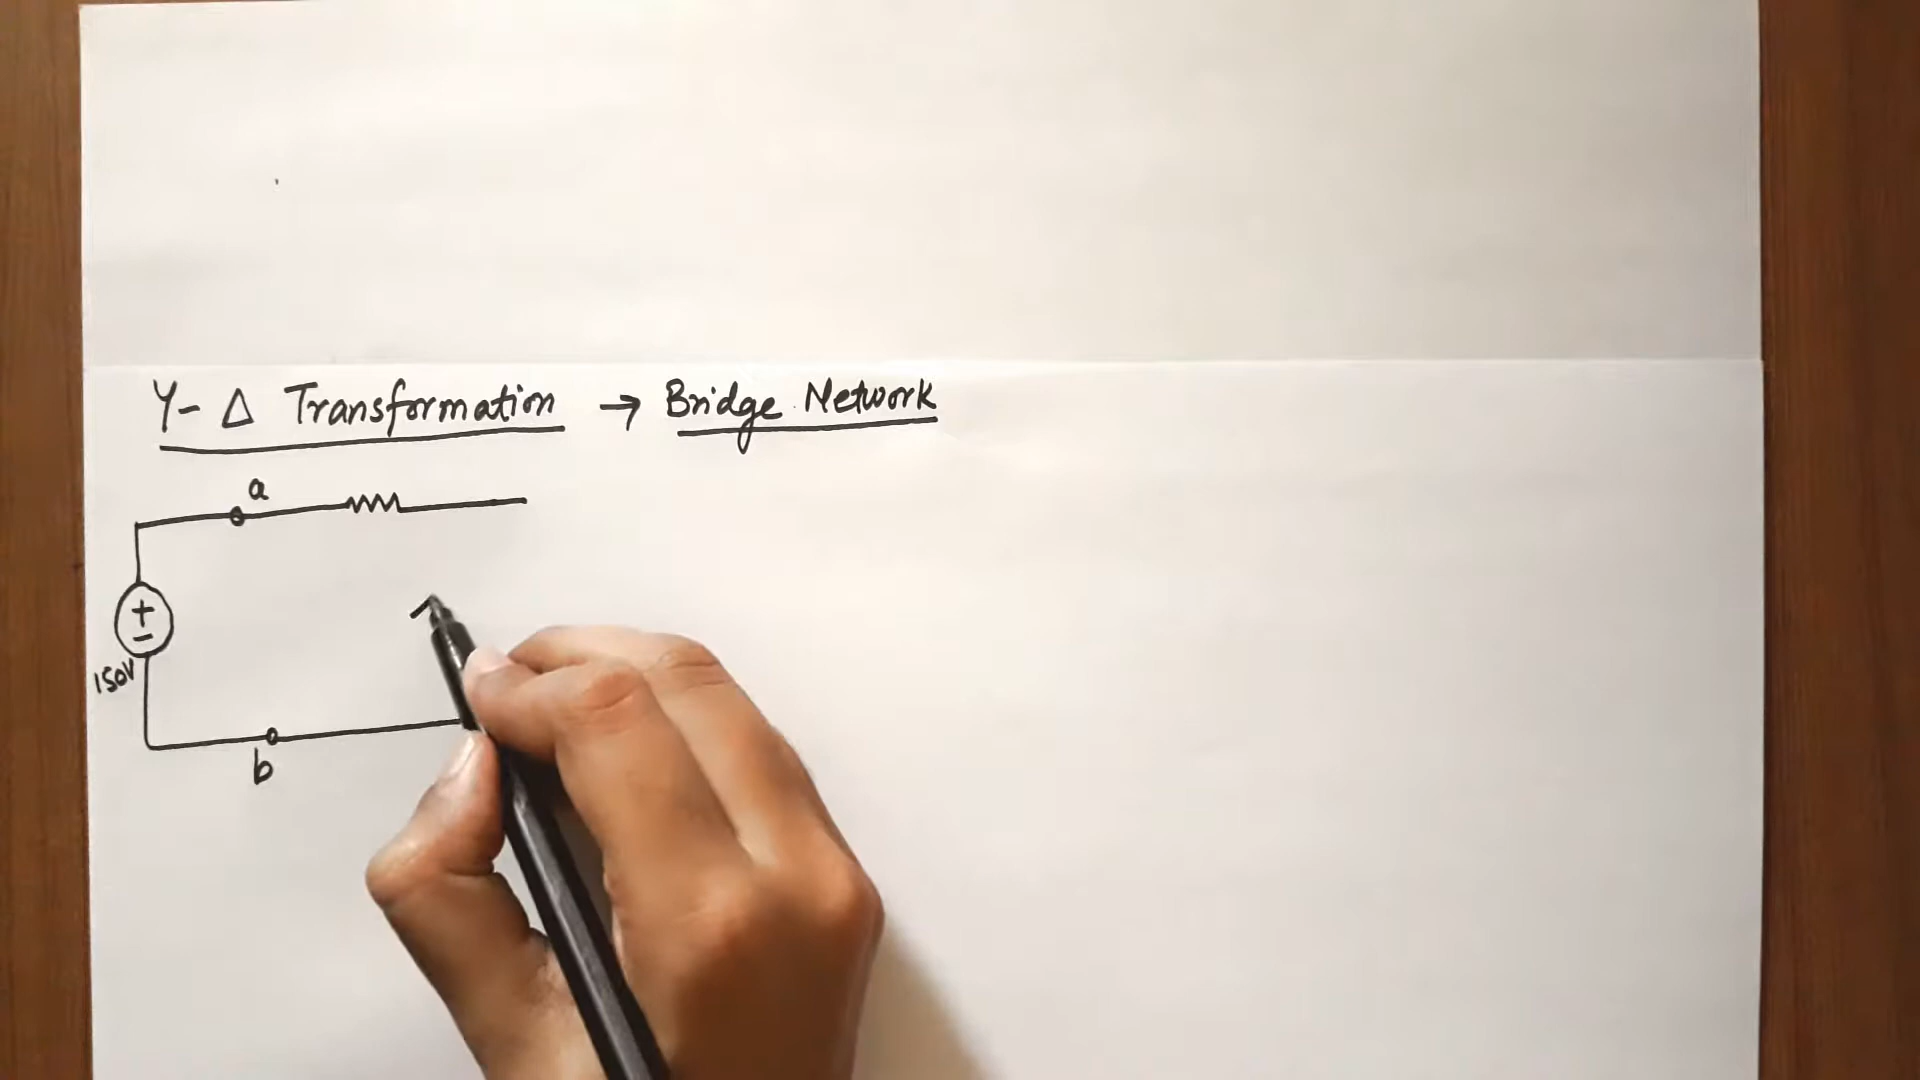 Y-Δ Transformation → Bridge Network
a
+
-
150V
b